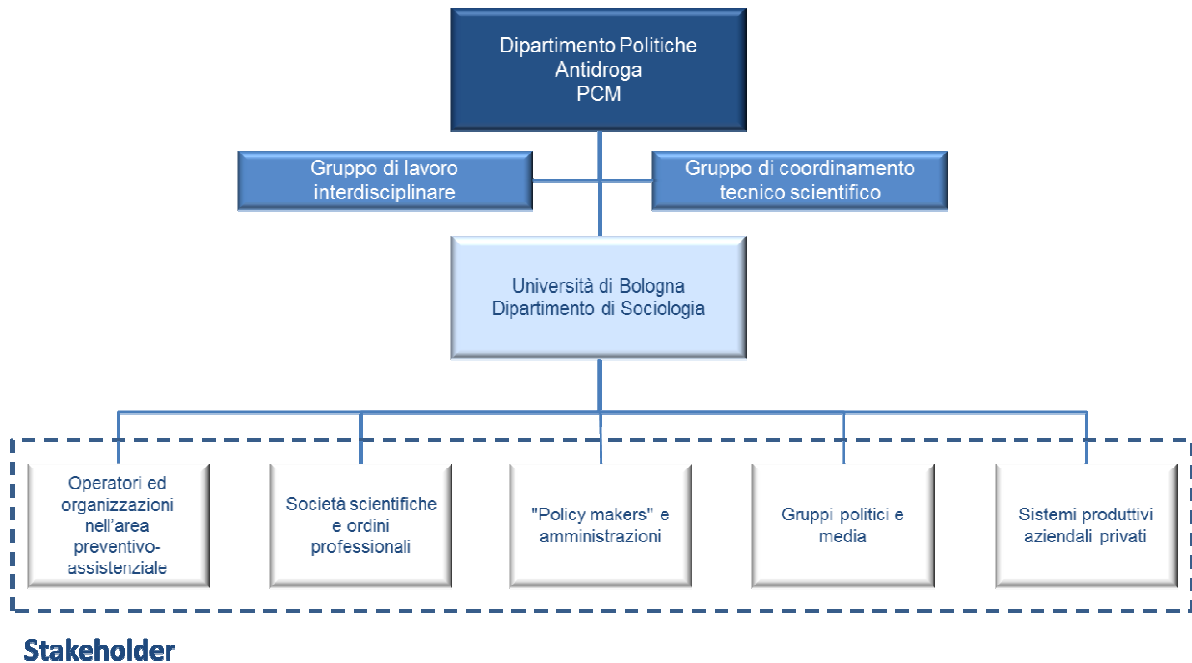 Dipartimento Politiche
Antidroga
PCM
Gruppo di lavoro
interdisciplinare
Gruppo di coordinamento
tecnico scientifico
Università di Bologna
Dipartimento di Sociologia
Operatori ed
organizzazioni
nell'area
preventivo-
assistenziale
Società scientifiche
e ordini
professionali
"Policy makers" e
amministrazioni
Gruppi politici e
media
Sistemi produttivi
aziendali privati
Stakeholder